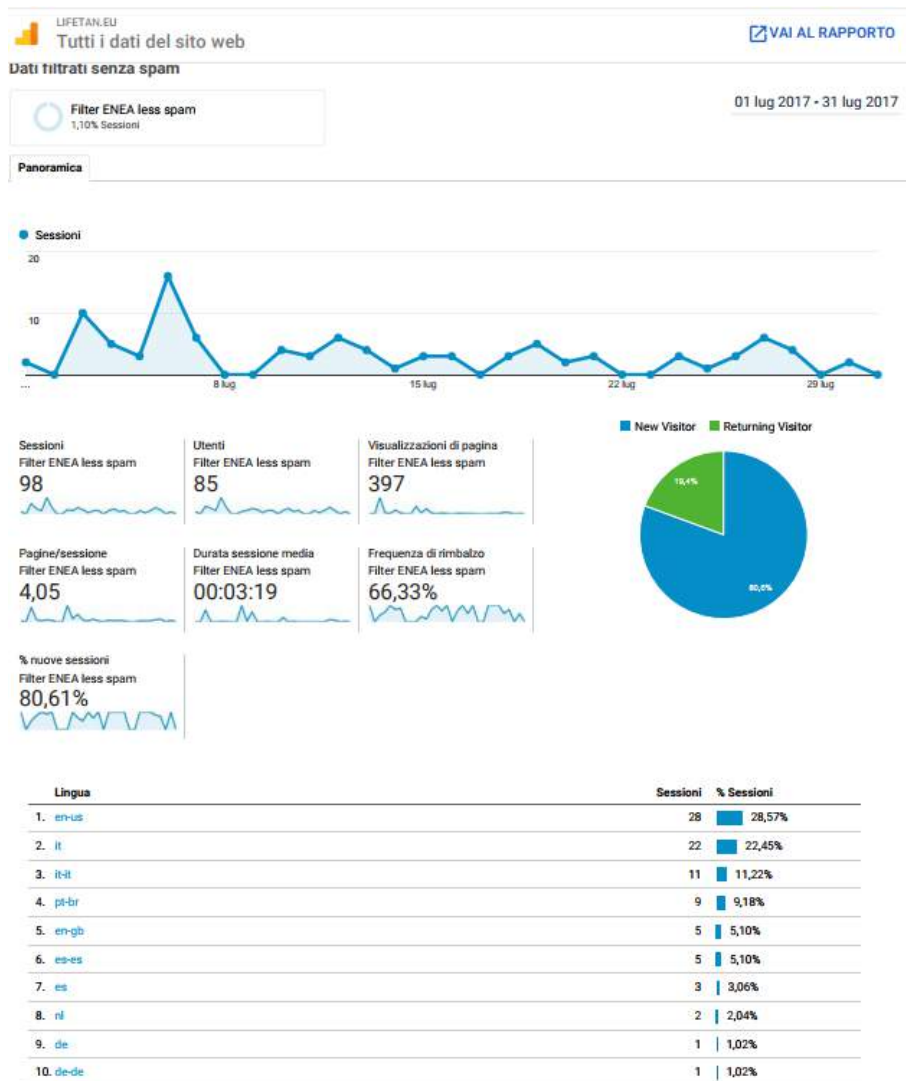 LIFETAN.EU
Tutti i dati del sito web
VAI AL RAPPORTO
Dati filtrati senza spam
Filter ENEA less spam
1,10% Sessioni
01 lug 2017 - 31 lug 2017
Panoramica
Sessioni
20
10
...
8 lug
15 lug
22 lug
29 lug
New Visitor
Returning Visitor
19,4%
80,6%
Sessioni
Filter ENEA less spam
98
Utenti
Filter ENEA less spam
85
Visualizzazioni di pagina
Filter ENEA less spam
397
Pagine/sessione
Filter ENEA less spam
4,05
Durata sessione media
Filter ENEA less spam
00:03:19
Frequenza di rimbalzo
Filter ENEA less spam
66,33%
% nuove sessioni
Filter ENEA less spam
80,61%
Lingua Sessioni % Sessioni
1. en-us 28 28,57%
2. it 22 22,45%
3. it-it 11 11,22%
4. pt-br 9 9,18%
5. en-gb 5 5,10%
6. es-es 5 5,10%
7. es 3 3,06%
8. nl 2 2,04%
9. de 1 1,02%
10. de-de 1 1,02%